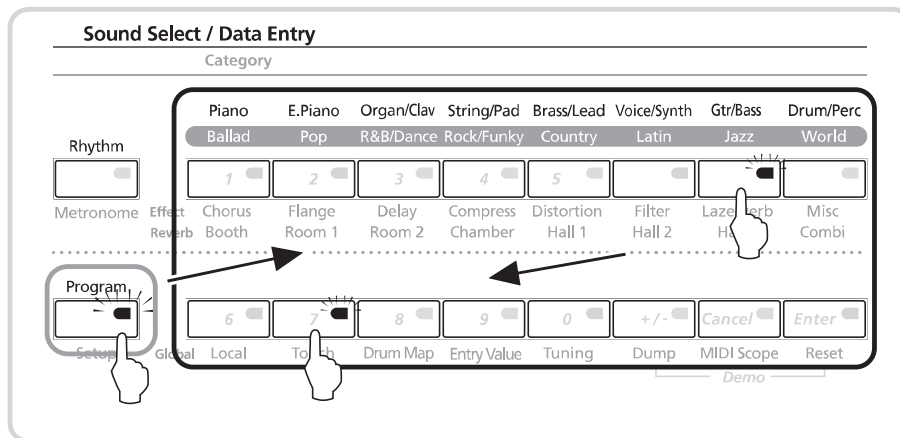 Sound Select / Data Entry
Category
Piano E.Piano Organ/Clav String/Pad Brass/Lead Voice/Synth Gtr/Bass Drum/Perc
Rhythm Ballad Pop R&B/Dance Rock/Funky Country Latin Jazz World
1 2 3 4 5
Metronome Effect Chorus Flange Delay Compress Distortion Filter Misc
Reverb Booth Room 1 Room 2 Chamber Hall 1 Hall 2 Combi
Program
6 7 8 9 0 +/- Cancel Enter
Setup Global Local Drum Map Entry Value Tuning Dump MIDI Scope Reset
Demo